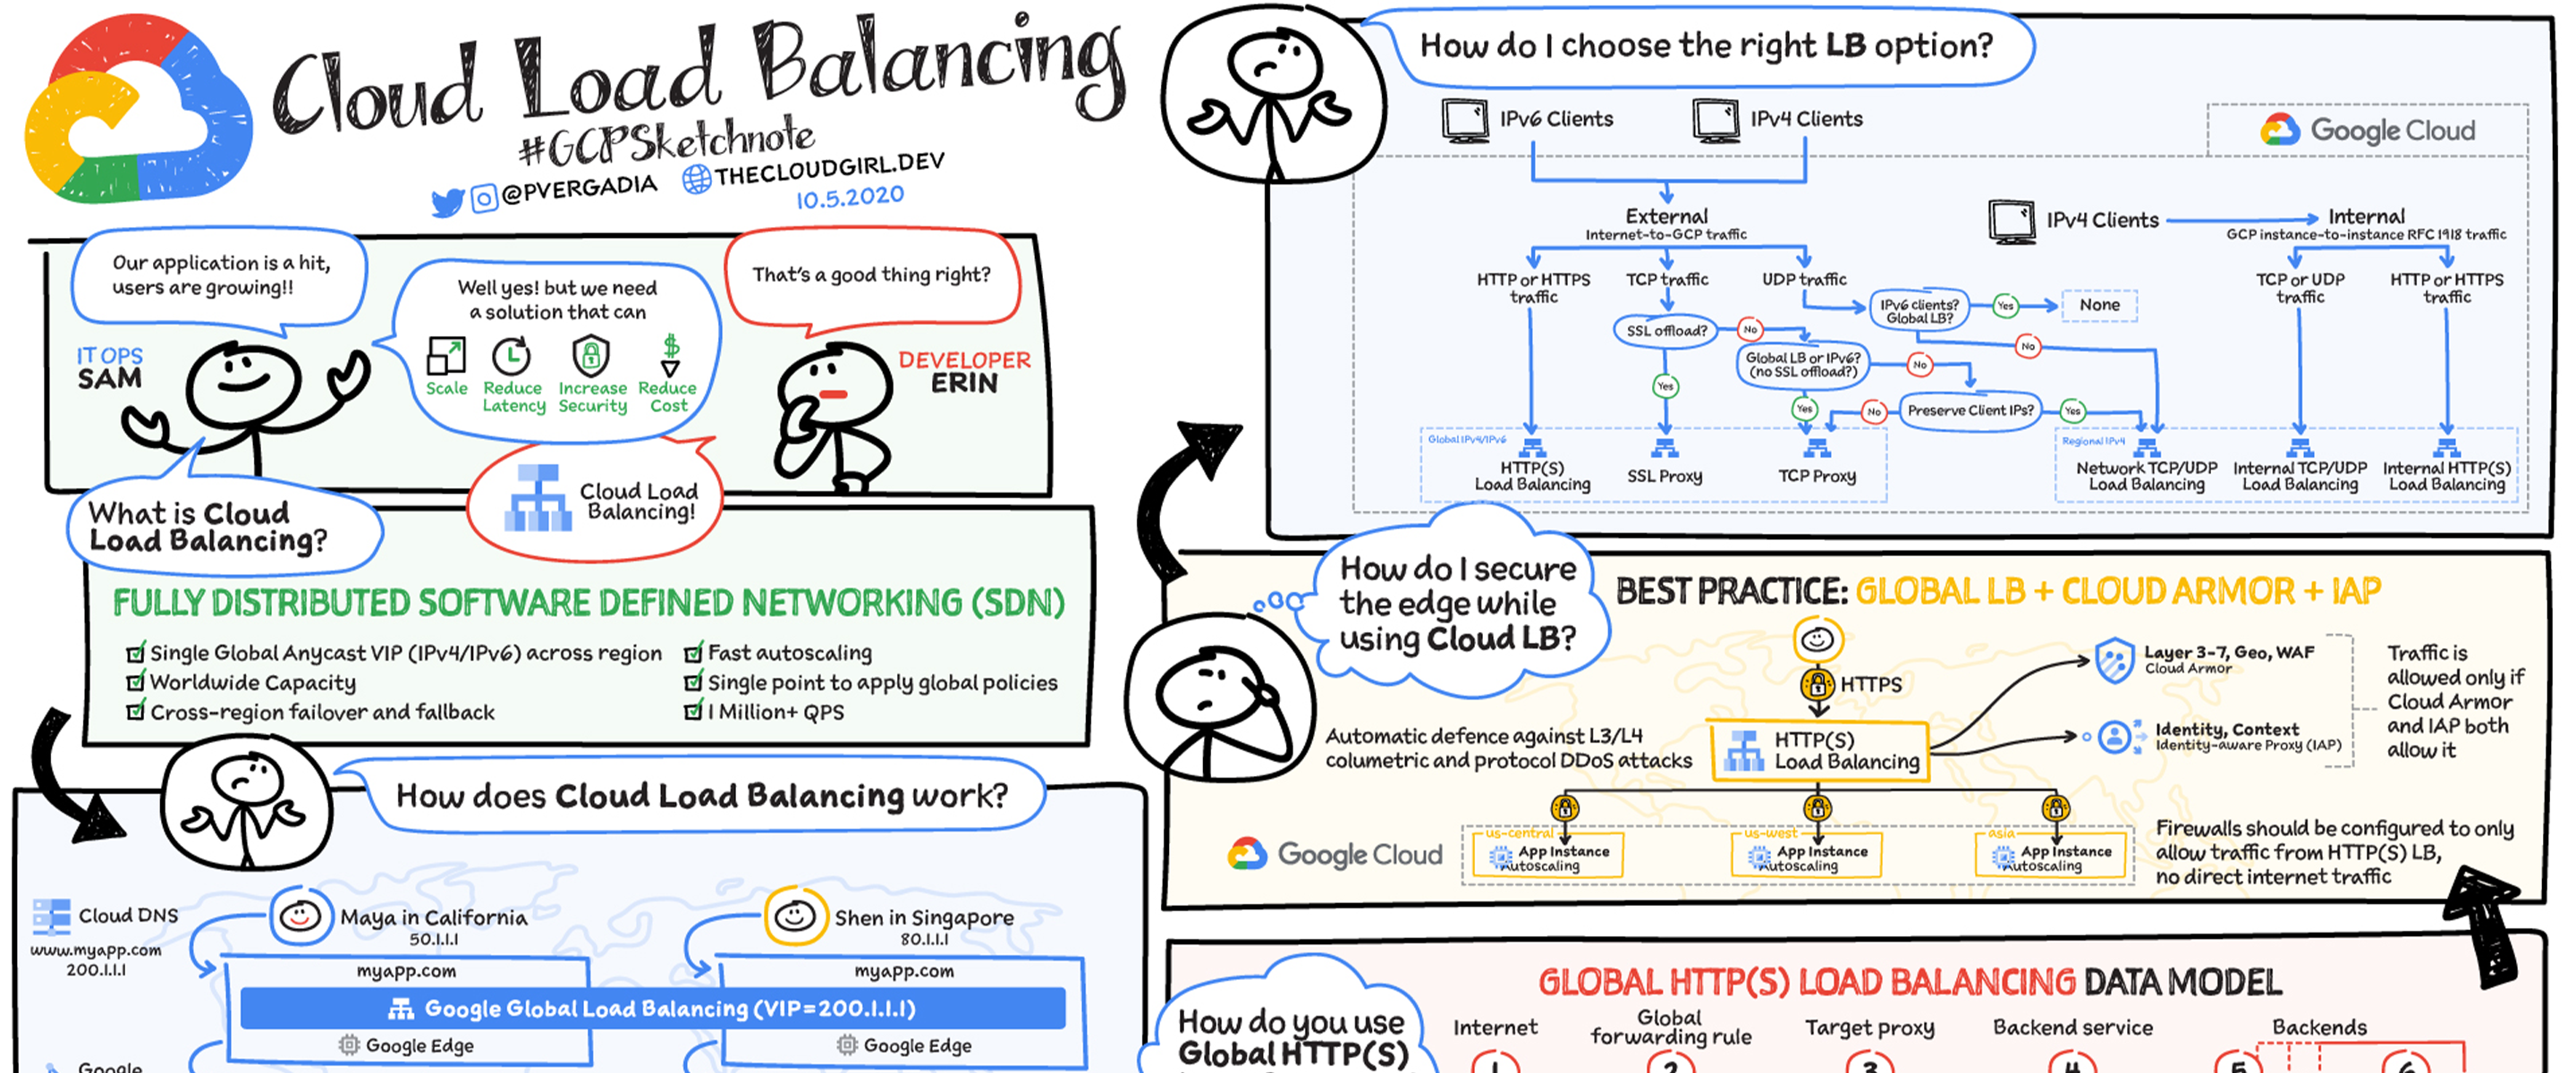 Cloud Load Balancing
#GCPSketchnote
@PVERGADIA THECLOUDGIRL.DEV
10.5.2020
Our application is a hit,
users are growing!!
IT OPS
SAM
Well yes! but we need
a solution that can
Scale
Reduce
Latency
Increase
Security
Reduce
Cost
That's a good thing right?
DEVELOPER
ERIN
Cloud Load
Balancing!
What is Cloud
Load Balancing?
FULLY DISTRIBUTED SOFTWARE DEFINED NETWORKING (SDN)
Single Global Anycast VIP (IPv4/IPv6) across region
Worldwide Capacity
Cross-region failover and fallback
Fast autoscaling
Single point to apply global policies
1 Million+ QPS
How does Cloud Load Balancing work?
Cloud DNS
www.myapp.com
200.1.1.1
Maya in California
50.1.1.1
Shen in Singapore
80.1.1.1
myapp.com
myapp.com
Google Global Load Balancing (VIP=200.1.1.1)
Google Edge
Google Edge
Google
How do I choose the right LB option?
IPv6 Clients
IPv4 Clients
Google Cloud
External
Internet-to-GCP traffic
IPv4 Clients
Internal
GCP instance-to-instance RFC 1918 traffic
HTTP or HTTPS
traffic
TCP traffic
UDP traffic
IPv6 clients?
Global LB?
Yes
None
TCP or UDP
traffic
HTTP or HTTPS
traffic
SSL offload?
No
No
Global LB or IPv6?
(no SSL offload?)
No
Yes
Yes
No
Preserve Client IPs?
Yes
Global IPv4/IPv6
HTTP(S)
Load Balancing
SSL Proxy
TCP Proxy
Regional IPv4
Network TCP/UDP
Load Balancing
Internal TCP/UDP
Load Balancing
Internal HTTP(S)
Load Balancing
How do I secure
the edge while
using Cloud LB?
BEST PRACTICE: GLOBAL LB + CLOUD ARMOR + IAP
HTTPS
Layer 3-7, Geo, WAF
Cloud Armor
Identity, Context
Identity-aware Proxy (IAP)
Traffic is
allowed only if
Cloud Armor
and IAP both
allow it
Automatic defence against L3/L4
columetric and protocol DDoS attacks
HTTP(S)
Load Balancing
Google Cloud
us-central
App Instance
Autoscaling
us-west
App Instance
Autoscaling
asia
App Instance
Autoscaling
Firewalls should be configured to only
allow traffic from HTTP(S) LB,
no direct internet traffic
How do you use
Global HTTP(S)
GLOBAL HTTP(S) LOAD BALANCING DATA MODEL
Internet
Global
forwarding rule
Target proxy
Backend service
Backends
1
2
3
4
5
6